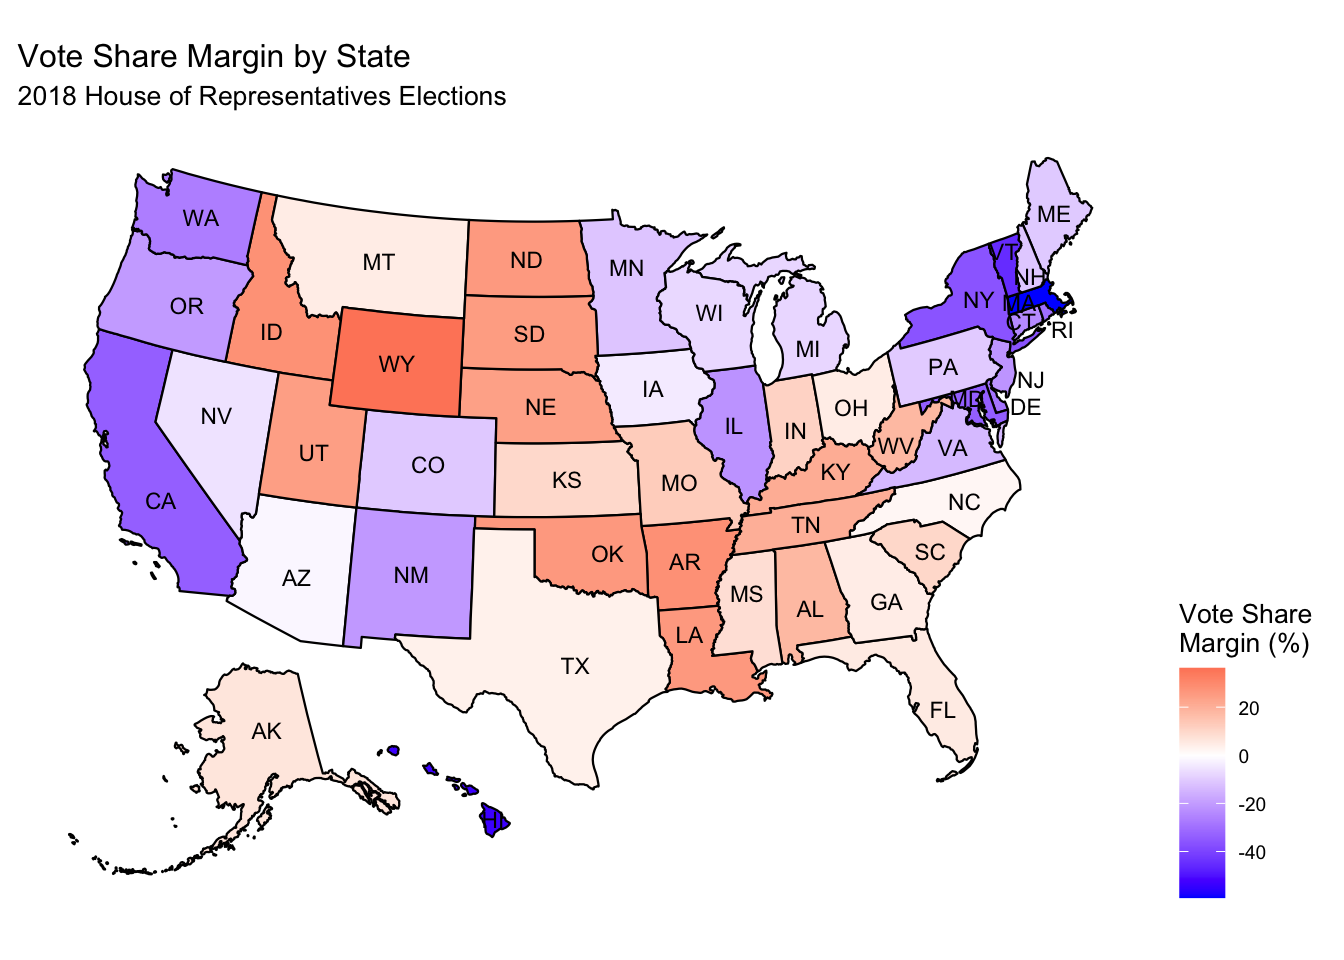 Vote Share Margin by State
2018 House of Representatives Elections
WA
MT
ND
MN
ME
VT
NH
OR
ID
SD
WI
MI
NY
MA
CT
RI
WY
NV
UT
CO
NE
IA
IL
IN
OH
PA
NJ
MD
DE
WV
VA
CA
KS
MO
KY
NC
TN
AZ
NM
OK
AR
SC
MS
AL
GA
LA
TX
FL
AK
Vote Share
Margin (%)
20
0
-20
-40